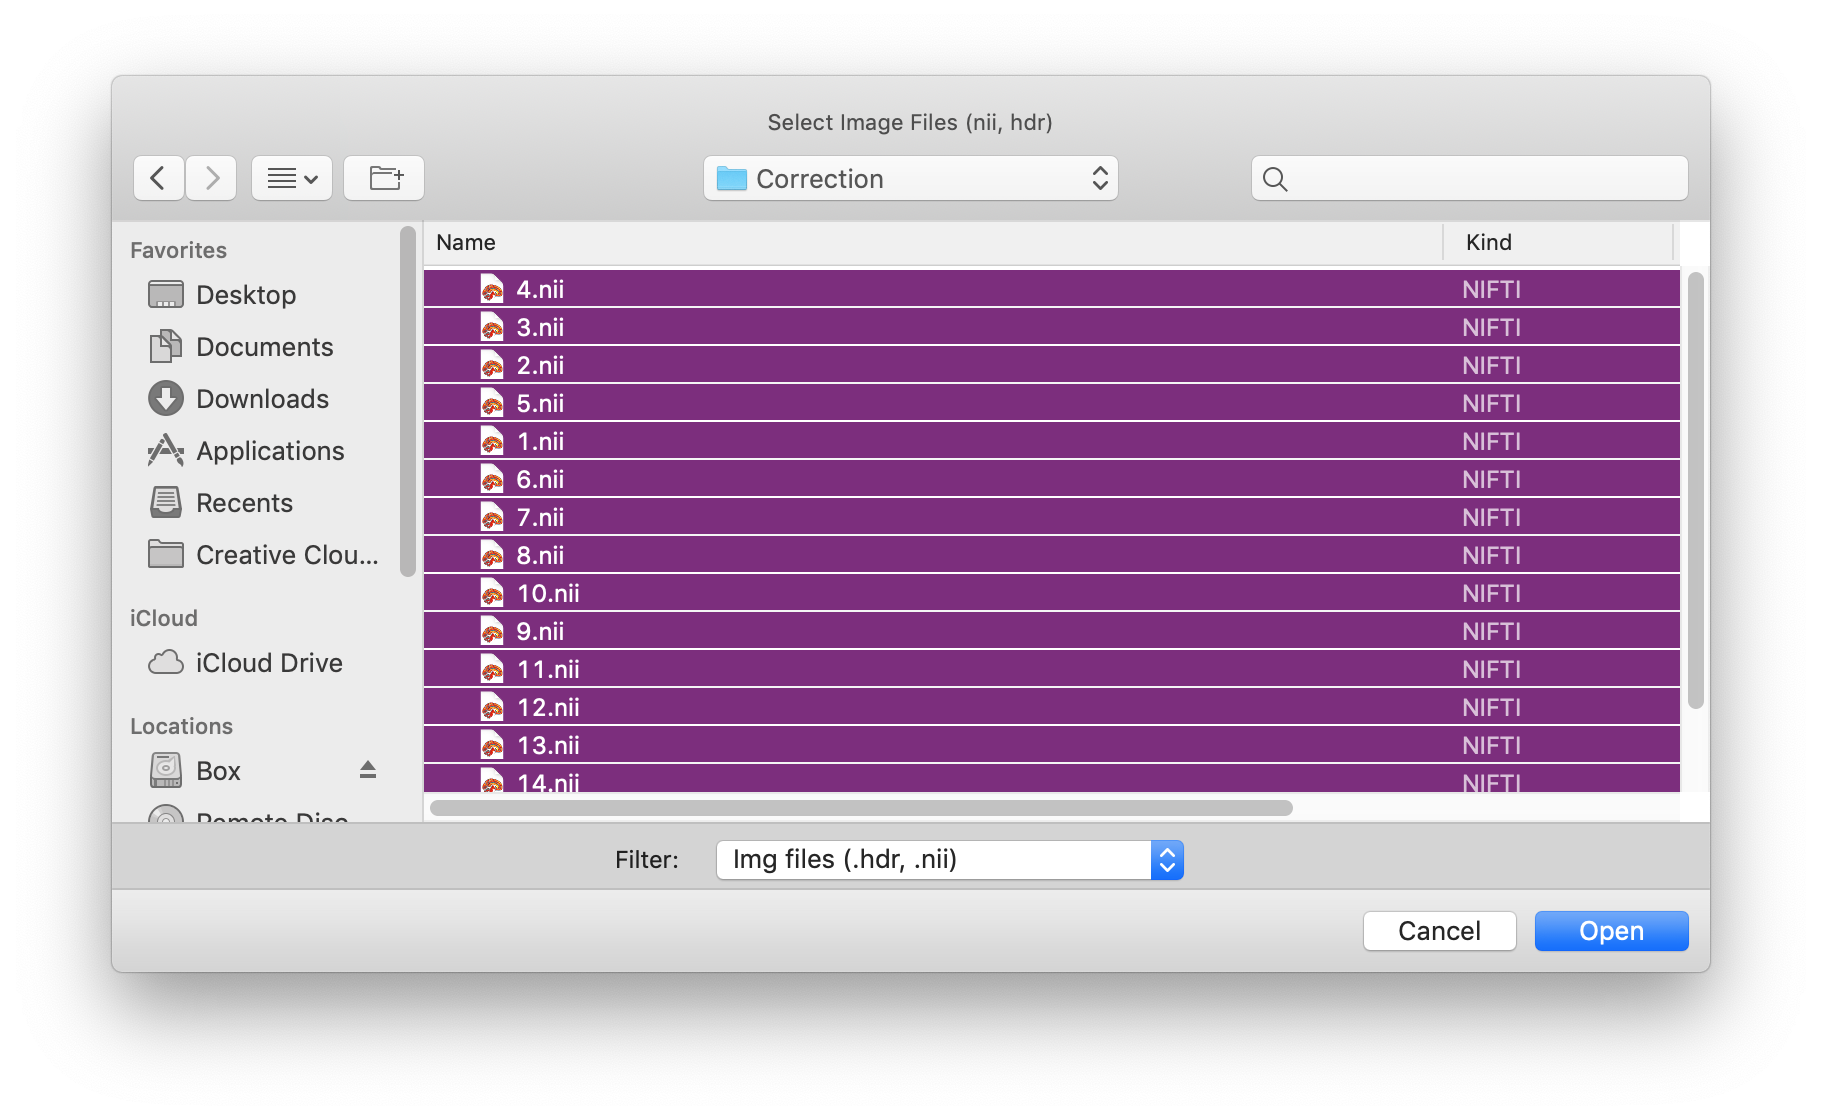 Select Image Files (nii, hdr)
Correction
Favorites
Desktop
Documents
Downloads
Applications
Recents
Creative Clou...
iCloud
iCloud Drive
Locations
Box
Remote Disc
Name Kind
4.nii NIFTI
3.nii NIFTI
2.nii NIFTI
5.nii NIFTI
1.nii NIFTI
6.nii NIFTI
7.nii NIFTI
8.nii NIFTI
10.nii NIFTI
9.nii NIFTI
11.nii NIFTI
12.nii NIFTI
13.nii NIFTI
14.nii NIFTI
Filter: Img files (.hdr, .nii)
Cancel Open